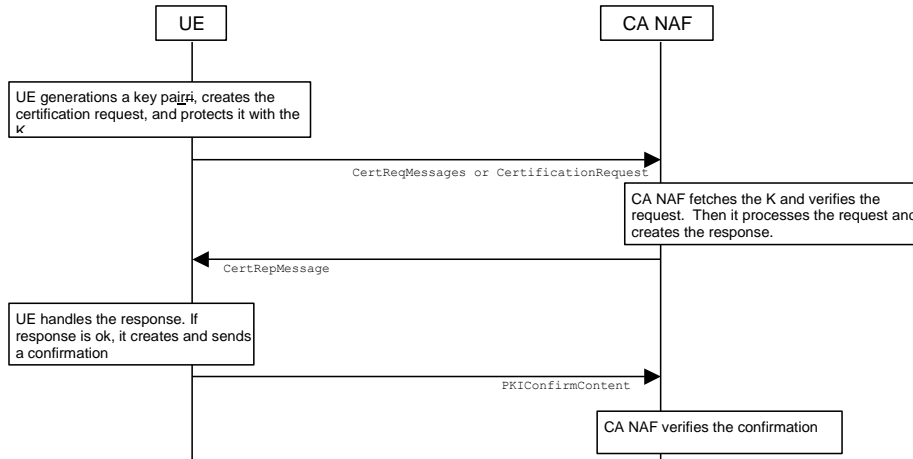 UE
CA NAF
UE generations a key pairri, creates the
certification request, and protects it with the
K
CertReqMessages or CertificationRequest
CA NAF fetches the K and verifies the
request. Then it processes the request and
creates the response.
CertRepMessage
UE handles the response. If
response is ok, it creates and sends
a confirmation
PKIConfirmContent
CA NAF verifies the confirmation